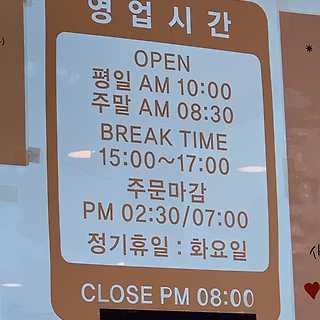 영업시간
OPEN
평일 AM 10:00
주말 AM 08:30
BREAK TIME
15:00~17:00
주문마감
PM 02:30/07:00
정기휴일 : 화요일
CLOSE PM 08:00